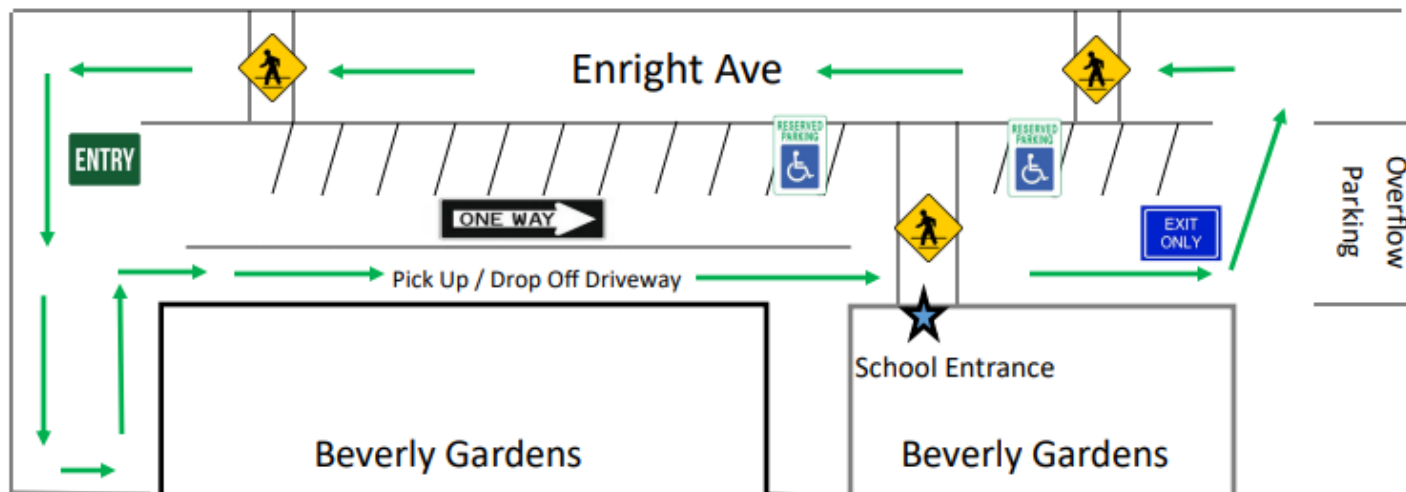 Enright Ave
ENTRY
RESERVED
PARKING
RESERVED
PARKING
Overflow
Parking
ONE WAY
EXIT
ONLY
Pick Up / Drop Off Driveway
School Entrance
Beverly Gardens
Beverly Gardens